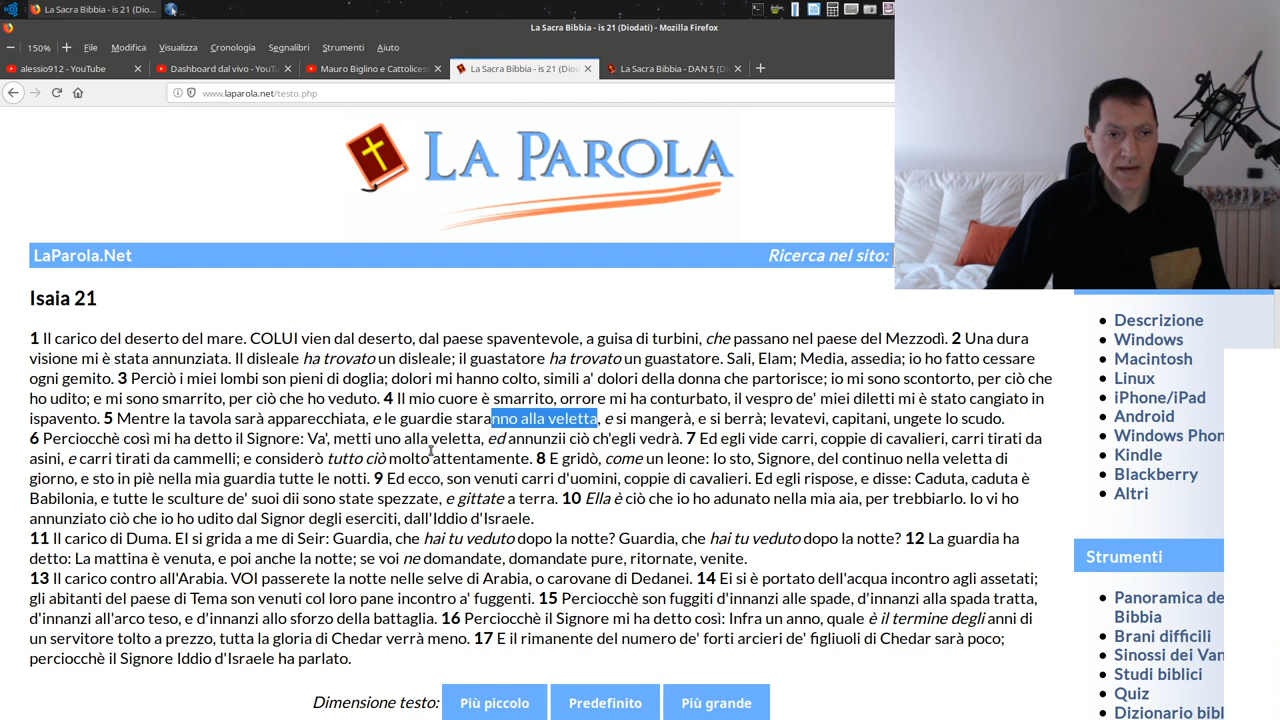 La Sacra Bibbia - is 21 (Dio...
La Sacra Bibbia - is 21 (Diodati) - Mozilla Firefox
150% File Modifica Visualizza Cronologia Segnalibri Strumenti Aiuto
alessio912 - YouTube
Dashboard dal vivo - YouT
Mauro Biglino e Cattolicesi
La Sacra Bibbia - is 21 (Diod
La Sacra Bibbia - DAN 5 (D
www.laparola.net/testo.php
LA PAROLA
LaParola.Net
Ricerca nel sito:
Isaia 21
1 Il carico del deserto del mare. COLUI vien dal deserto, dal paese spaventevole, a guisa di turbini, che passano nel paese del Mezzodì. 2 Una dura
visione mi è stata annunziata. Il disleale ha trovato un disleale; il guastatore ha trovato un guastatore. Sali, Elam; Media, assedia; io ho fatto cessare
ogni gemito. 3 Perciò i miei lombi son pieni di doglia; dolori mi hanno colto, simili a' dolori della donna che partorisce; io mi sono scontorto, per ciò che
ho udito; e mi sono smarrito, per ciò che ho veduto. 4 Il mio cuore è smarrito, orrore mi ha conturbato, il vespro de' miei diletti mi è stato cangiato in
ispavento. 5 Mentre la tavola sarà apparecchiata, e le guardie staranno alla veletta, e si mangerà, e si berrà; levatevi, capitani, ungete lo scudo.
6 Perciocchè così mi ha detto il Signore: Va', metti uno alla veletta, ed annunzii ciò ch'egli vedrà. 7 Ed egli vide carri, coppie di cavalieri, carri tirati da
asini, e carri tirati da cammelli; e considerò tutto ciò molto attentamente. 8 E gridò, come un leone: Io sto, Signore, del continuo nella veletta di
giorno, e sto in piè nella mia guardia tutte le notti. 9 Ed ecco, son venuti carri d'uomini, coppie di cavalieri. Ed egli rispose, e disse: Caduta, caduta è
Babilonia, e tutte le sculture de' suoi dii sono state spezzate, e gittate a terra. 10 Ella è ciò che io ho adunato nella mia aia, per trebbiarlo. Io vi ho
annunziato ciò che io ho udito dal Signor degli eserciti, dall'Iddio d'Israele.
11 Il carico di Duma. EI si grida a me di Seir: Guardia, che hai tu veduto dopo la notte? Guardia, che hai tu veduto dopo la notte? 12 La guardia ha
detto: La mattina è venuta, e poi anche la notte; se voi ne domandate, domandate pure, ritornate, venite.
13 Il carico contro all'Arabia. VOI passerete la notte nelle selve di Arabia, o carovane di Dedanei. 14 Ei si è portato dell'acqua incontro agli assetati;
gli abitanti del paese di Tema son venuti col loro pane incontro a' fuggenti. 15 Perciocchè son fuggiti d'innanzi alle spade, d'innanzi alla spada tratta,
d'innanzi all'arco teso, e d'innanzi allo sforzo della battaglia. 16 Perciocchè il Signore mi ha detto così: Infra un anno, quale è il termine degli anni di
un servitore tolto a prezzo, tutta la gloria di Chedar verrà meno. 17 E il rimanente del numero de' forti arcieri de' figliuoli di Chedar sarà poco;
perciocchè il Signore Iddio d'Israele ha parlato.
Dimensione testo: Più piccolo Predefinito Più grande
Descrizione
Windows
Macintosh
Linux
iPhone/iPad
Android
Windows Phon
Kindle
Blackberry
Altri
Strumenti
Panoramica de
Bibbia
Brani difficili
Sinossi dei Van
Studi biblici
Quiz
Dizionario bibl